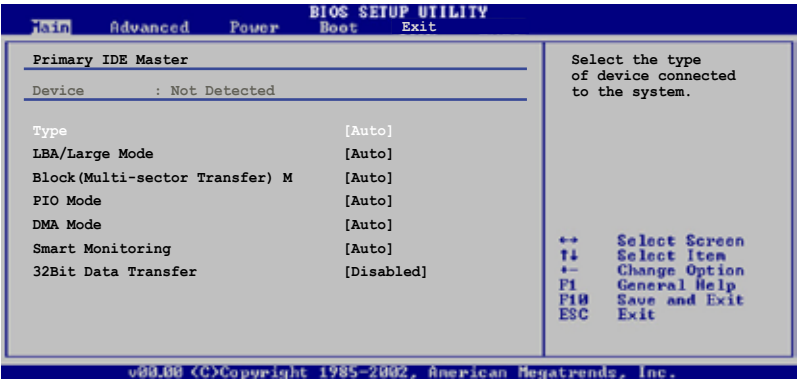 BIOS SETUP UTILITY
Main Advanced Power Boot Exit
Primary IDE Master
Device : Not Detected
Type [Auto]
LBA/Large Mode [Auto]
Block(Multi-sector Transfer) M [Auto]
PIO Mode [Auto]
DMA Mode [Auto]
Smart Monitoring [Auto]
32Bit Data Transfer [Disabled]
Select the type
of device connected
to the system.
←→ Select Screen
↑↓ Select Item
+- Change Option
F1 General Help
F10 Save and Exit
ESC Exit
v00.00 (C)Copyright 1985-2002, American Megatrends, Inc.